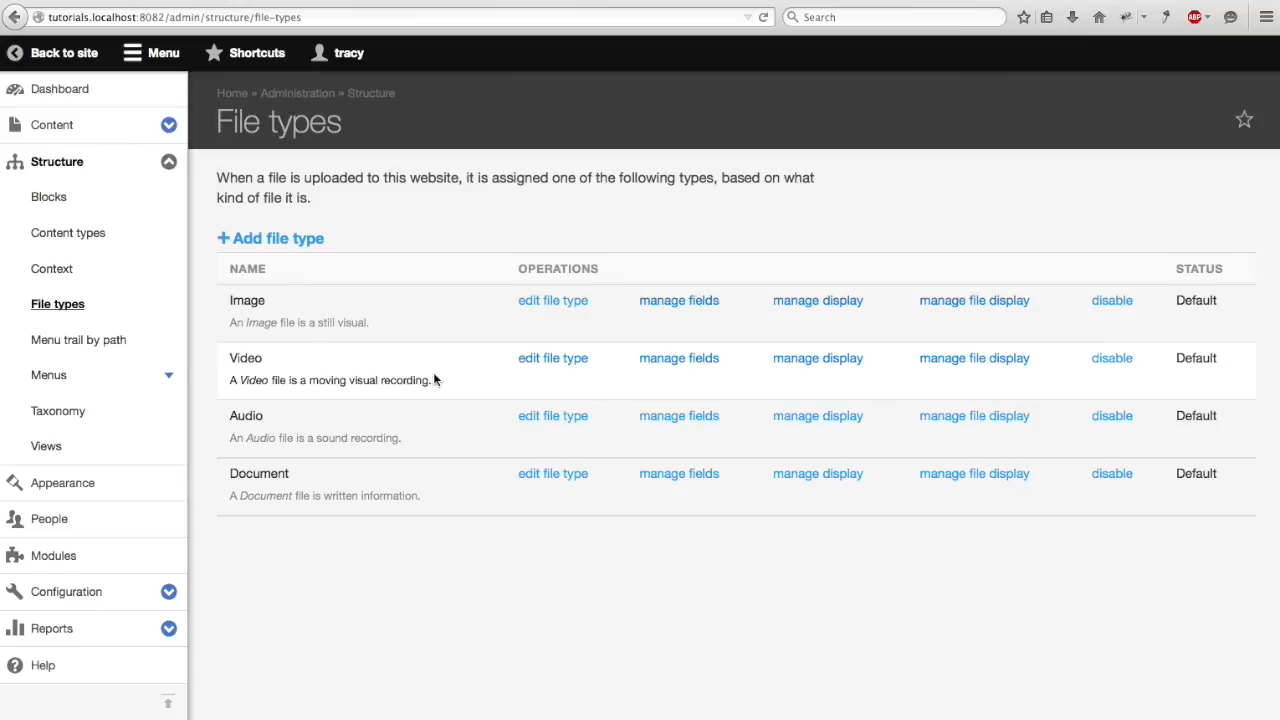 tutorials.localhost:8082/admin/structure/file-types
Search
ABP
Back to site
Menu
Shortcuts
tracy
Dashboard
Content
Structure
Blocks
Content types
Context
File types
Menu trail by path
Menus
Taxonomy
Views
Appearance
People
Modules
Configuration
Reports
Help
Home » Administration » Structure
File types
When a file is uploaded to this website, it is assigned one of the following types, based on what
kind of file it is.
+ Add file type
NAME OPERATIONS STATUS
Image edit file type manage fields manage display manage file display disable Default
An Image file is a still visual.
Video edit file type manage fields manage display manage file display disable Default
A Video file is a moving visual recording.
Audio edit file type manage fields manage display manage file display disable Default
An Audio file is a sound recording.
Document edit file type manage fields manage display manage file display disable Default
A Document file is written information.